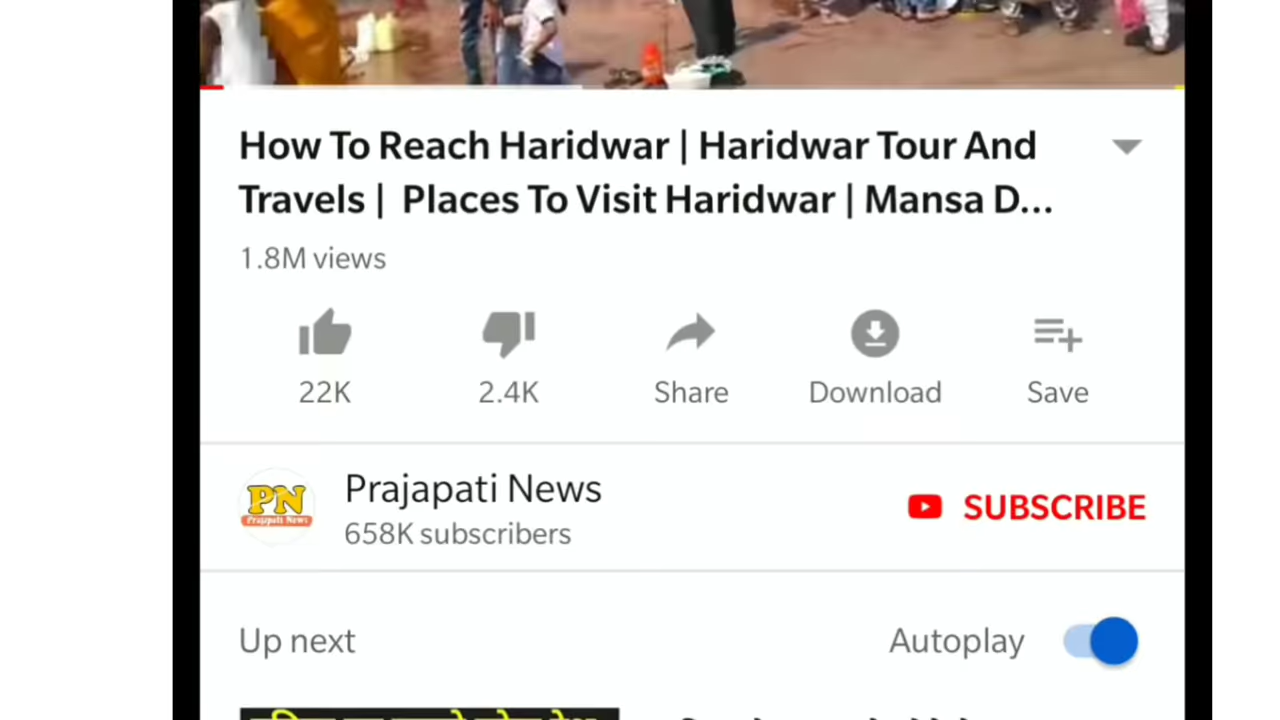 How To Reach Haridwar | Haridwar Tour And
Travels | Places To Visit Haridwar | Mansa D...
1.8M views
22K
2.4K
Share
Download
Save
PN
Prajapati News
Prajapati News
658K subscribers
SUBSCRIBE
Up next
Autoplay